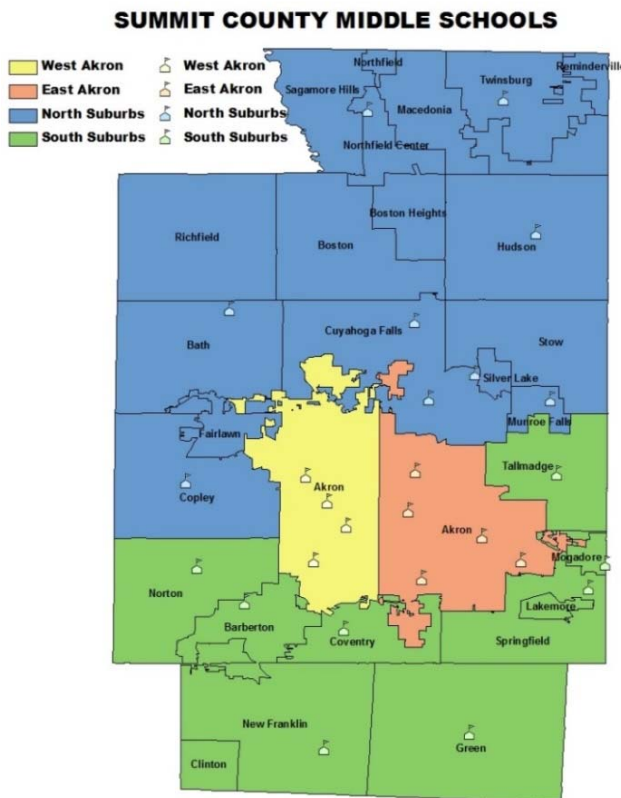 SUMMIT COUNTY MIDDLE SCHOOLS
West Akron
West Akron
East Akron
East Akron
North Suburbs
North Suburbs
South Suburbs
South Suburbs
Northfield
Reminderville
Twinsburg
Sagamore Hills
Macedonia
Northfield Center
Boston Heights
Richfield
Boston
Hudson
Cuyahoga Falls
Bath
Stow
Silver Lake
Munroe Falls
Fairlawn
Tallmadge
Akron
Copley
Akron
Mogadore
Norton
Lakemore
Barberton
Coventry
Springfield
New Franklin
Green
Clinton